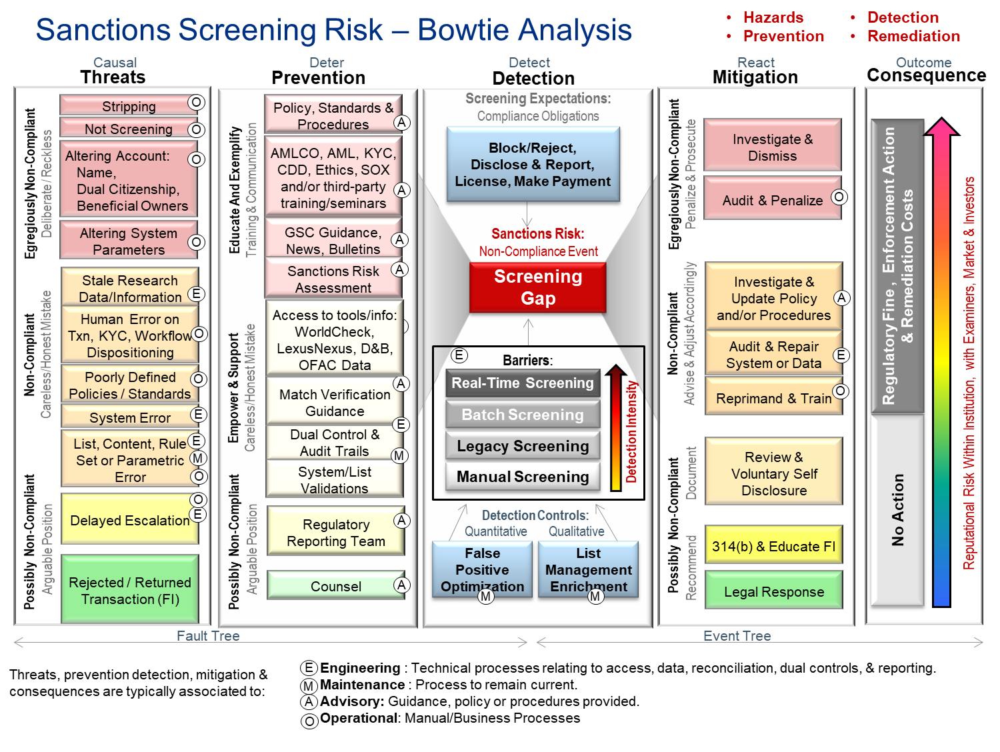 Sanctions Screening Risk – Bowtie Analysis
• Hazards
• Prevention
• Detection
• Remediation
Causal
Threats
Egregiously Non-Compliant
Deliberate / Reckless
Stripping
O
Not Screening
O
Altering Account:
Name,
Dual Citizenship,
Beneficial Owners
O
Altering System
Parameters
O
Non-Compliant
Careless/Honest Mistake
Stale Research
Data/Information
E
Human Error on
Txn, KYC, Workflow
Dispositioning
O
Poorly Defined
Policies / Standards
O
System Error
E
List, Content, Rule
Set or Parametric
Error
E
M
O
Possibly Non-Compliant
Arguable Position
Delayed Escalation
O
E
Rejected / Returned
Transaction (FI)
Deter
Prevention
Educate And Exemplify
Training & Communication
Policy, Standards &
Procedures
A
AMLCO, AML, KYC,
CDD, Ethics, SOX
and/or third-party
training/seminars
A
GSC Guidance,
News, Bulletins
A
Sanctions Risk
Assessment
A
Empower & Support
Careless/Honest Mistake
Access to tools/info:
WorldCheck,
LexusNexus, D&B,
OFAC Data
Match Verification
Guidance
A
E
Dual Control &
Audit Trails
M
System/List
Validations
Possibly Non-Compliant
Arguable Position
Regulatory
Reporting Team
A
Counsel
A
Detect
Detection
Screening Expectations:
Compliance Obligations
Block/Reject,
Disclose & Report,
License, Make Payment
Sanctions Risk:
Non-Compliance Event
Screening
Gap
E
Barriers:
Real-Time Screening
Batch Screening
Legacy Screening
Manual Screening
Detection Intensity
Detection Controls:
Quantitative
Qualitative
False
Positive
Optimization
M
List
Management
Enrichment
M
React
Mitigation
Egregiously Non-Compliant
Penalize & Prosecute
Investigate &
Dismiss
Audit & Penalize
O
Non-Compliant
Advise & Adjust Accordingly
Investigate &
Update Policy
and/or Procedures
A
Audit & Repair
System or Data
E
Reprimand & Train
O
Possibly Non-Compliant
Document
Recommend
Review &
Voluntary Self
Disclosure
314(b) & Educate FI
Legal Response
Outcome
Consequence
Regulatory Fine , Enforcement Action
& Remediation Costs
No Action
Reputational Risk Within Institution, with Examiners, Market & Investors
Fault Tree
Event Tree
Threats, prevention detection, mitigation &
consequences are typically associated to:
E Engineering : Technical processes relating to access, data, reconciliation, dual controls, & reporting.
M Maintenance : Process to remain current.
A Advisory: Guidance, policy or procedures provided.
O Operational: Manual/Business Processes